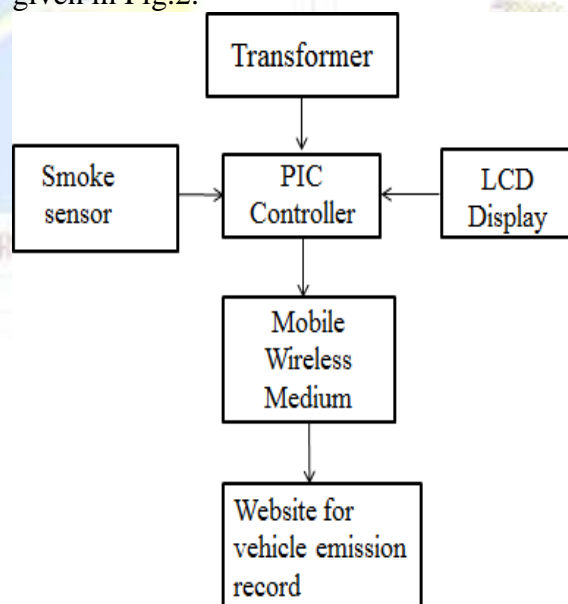 given in Fig.2.
Transformer
Smoke
sensor
PIC
Controller
LCD
Display
Mobile
Wireless
Medium
Website for
vehicle emission
record